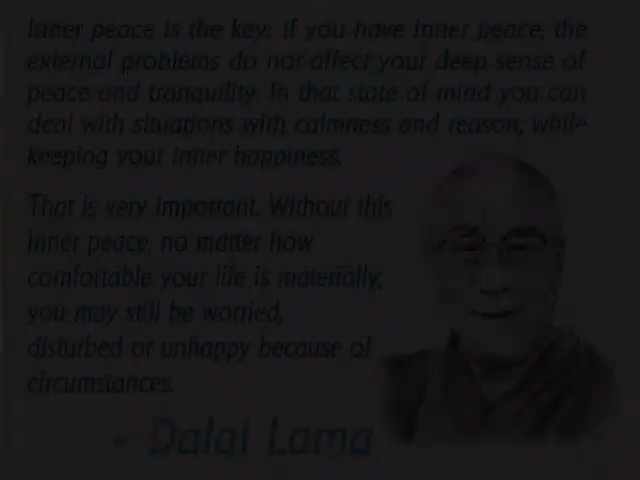 Inner peace is the key: if you have inner peace, the
external problems do not affect your deep sense of
peace and tranquility. In that state of mind you can
deal with situations with calmness and reason, while
keeping your inner happiness.
That is very important. Without this
inner peace, no matter how
comfortable your life is materially,
you may still be worried,
disturbed or unhappy because of
circumstances.
- Dalai Lama